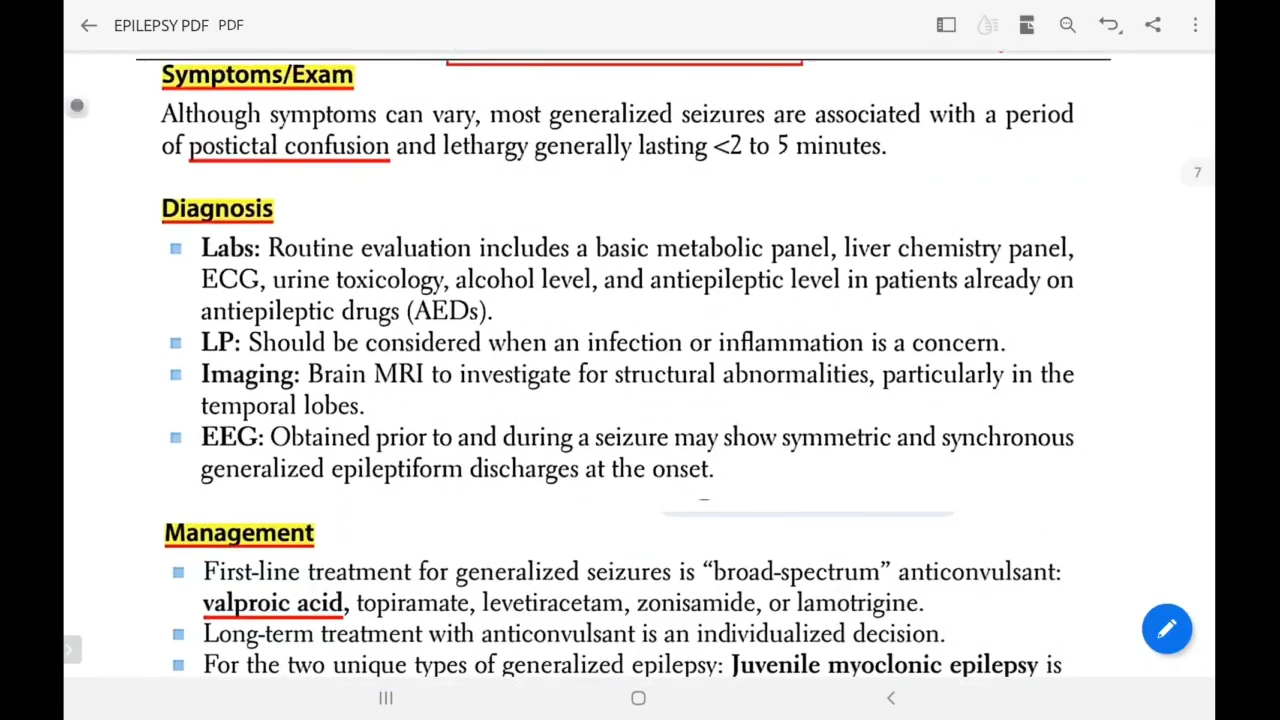 EPILEPSY PDF PDF
Symptoms/Exam
Although symptoms can vary, most generalized seizures are associated with a period
of postictal confusion and lethargy generally lasting <2 to 5 minutes.
7
Diagnosis
Labs: Routine evaluation includes a basic metabolic panel, liver chemistry panel,
ECG, urine toxicology, alcohol level, and antiepileptic level in patients already on
antiepileptic drugs (AEDs).
LP: Should be considered when an infection or inflammation is a concern.
Imaging: Brain MRI to investigate for structural abnormalities, particularly in the
temporal lobes.
EEG: Obtained prior to and during a seizure may show symmetric and synchronous
generalized epileptiform discharges at the onset.
Management
First-line treatment for generalized seizures is “broad-spectrum” anticonvulsant:
valproic acid, topiramate, levetiracetam, zonisamide, or lamotrigine.
Long-term treatment with anticonvulsant is an individualized decision.
For the two unique types of generalized epilepsy: Juvenile myoclonic epilepsy is